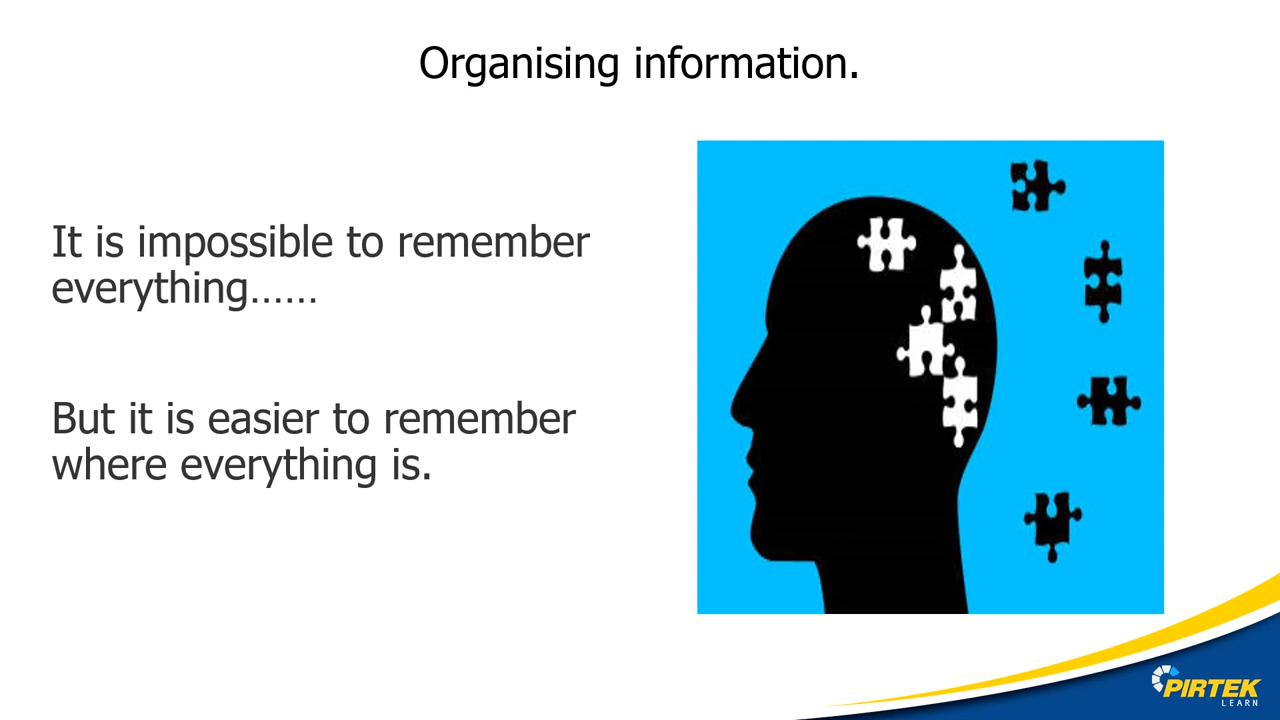 Organising information.
It is impossible to remember
everything......
But it is easier to remember
where everything is.
PIRTEK
LEARN